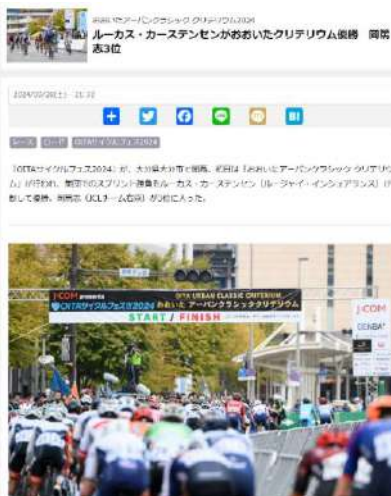 おおいたアーバンクラシック クリテリウム2024
ルーカス・カーステンセンがおおいたクリテリウム優勝 岡篤
志3位
21:32
レース
ロード
OITAサイクルフェス2024
「OITAサイクルフェス2024」が、大分県大分市で開幕。初日は「おおいたアーバンクラシック クリテリウ
ム」が行われ、集団でのスプリント勝負をルーカス・カーステンセン(ルージャイ・インシュアランス)が
制して優勝。岡篤志(JCLチーム右京)が3位に入った。
J:COM presents
OITAサイクルフェス2024
OITA URBAN CLASSIC CRITERIUM
おおいた アーバンクラシッククリテリウム
START / FINISH
J:COM
DENBA+